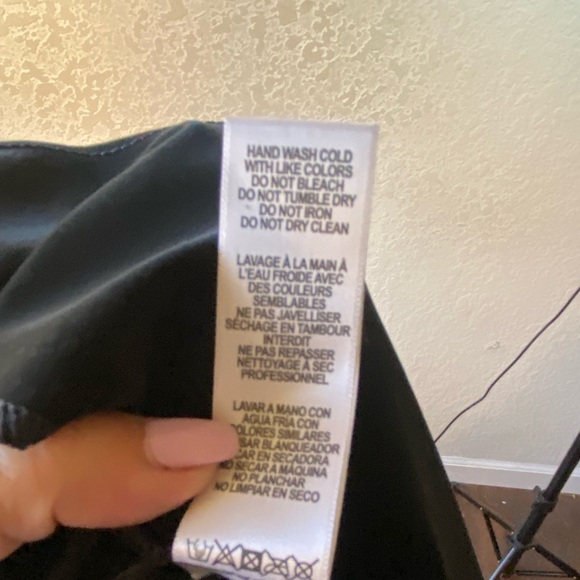 HAND WASH COLD
WITH LIKE COLORS
DO NOT BLEACH
DO NOT TUMBLE DRY
DO NOT IRON
DO NOT DRY CLEAN
LAVAGE À LA MAIN À
L'EAU FROIDE AVEC
DES COULEURS
SEMBLABLES
NE PAS JAVELLISER
SÉCHAGE EN TAMBOUR
INTERDIT
NE PAS REPASSER
NETTOYAGE À SEC
PROFESSIONNEL
LAVAR A MANO CON
AGUA FRIA CON
SIMILARES
BLANQUEADOR
EN SECADORA
SECAR A MÁQUINA
NO PLANCHAR
NO LIMPIAR EN SECO